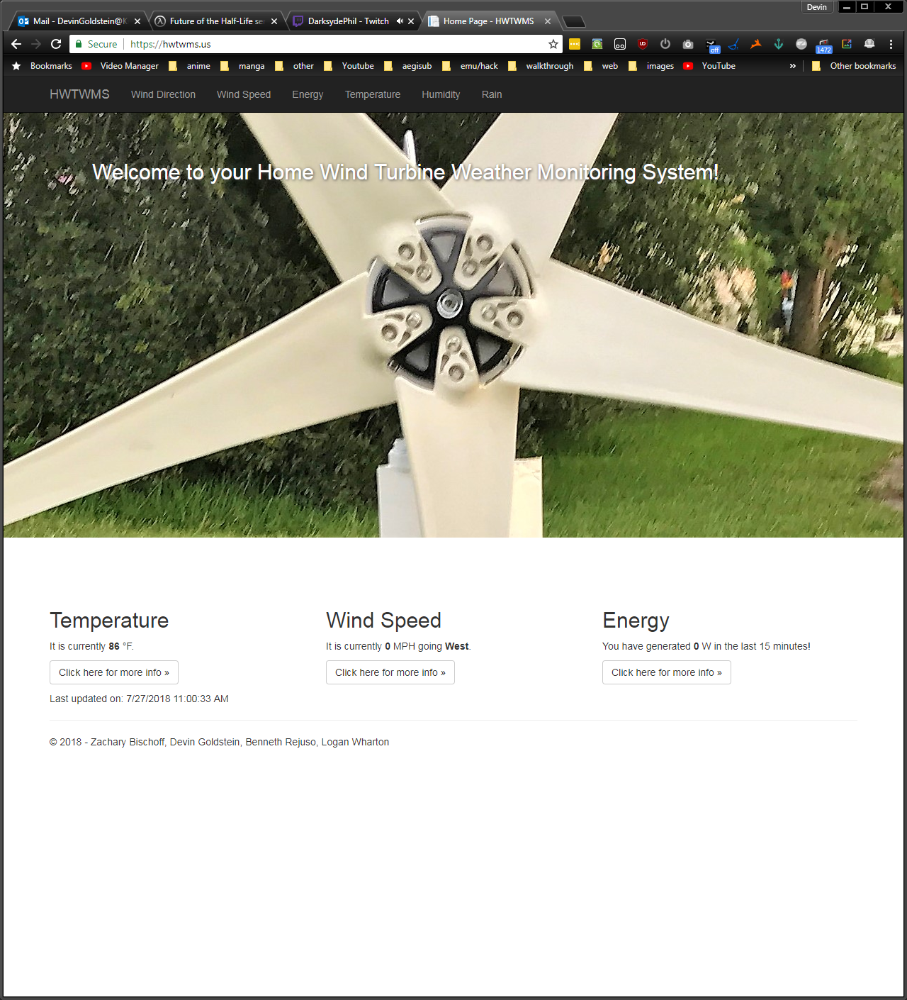 Devin
Mail - DevinGoldstein@K
Future of the Half-Life se
DarksydePhil - Twitch
Home Page - HWTWMS
Secure
https://hwtwms.us
off
1472
Bookmarks
Video Manager
anime
manga
other
Youtube
aegisub
emu/hack
walkthrough
web
images
YouTube
»
Other bookmarks
HWTWMS
Wind Direction
Wind Speed
Energy
Temperature
Humidity
Rain
Welcome to your Home Wind Turbine Weather Monitoring System!
Temperature
It is currently 86 °F.
Click here for more info »
Wind Speed
It is currently 0 MPH going West.
Click here for more info »
Energy
You have generated 0 W in the last 15 minutes!
Click here for more info »
Last updated on: 7/27/2018 11:00:33 AM
© 2018 - Zachary Bischoff, Devin Goldstein, Benneth Rejuso, Logan Wharton